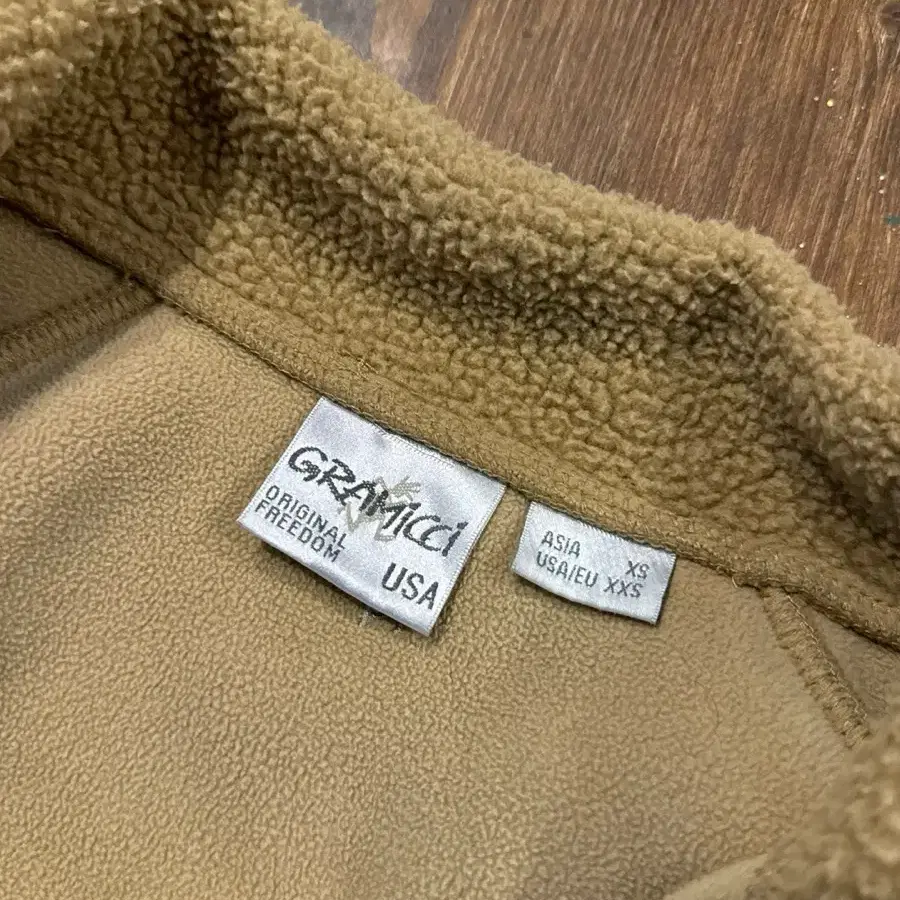 GRAMiCCi
ORIGINAL
FREEDOM
USA
ASIA XS
USA/EU XXS